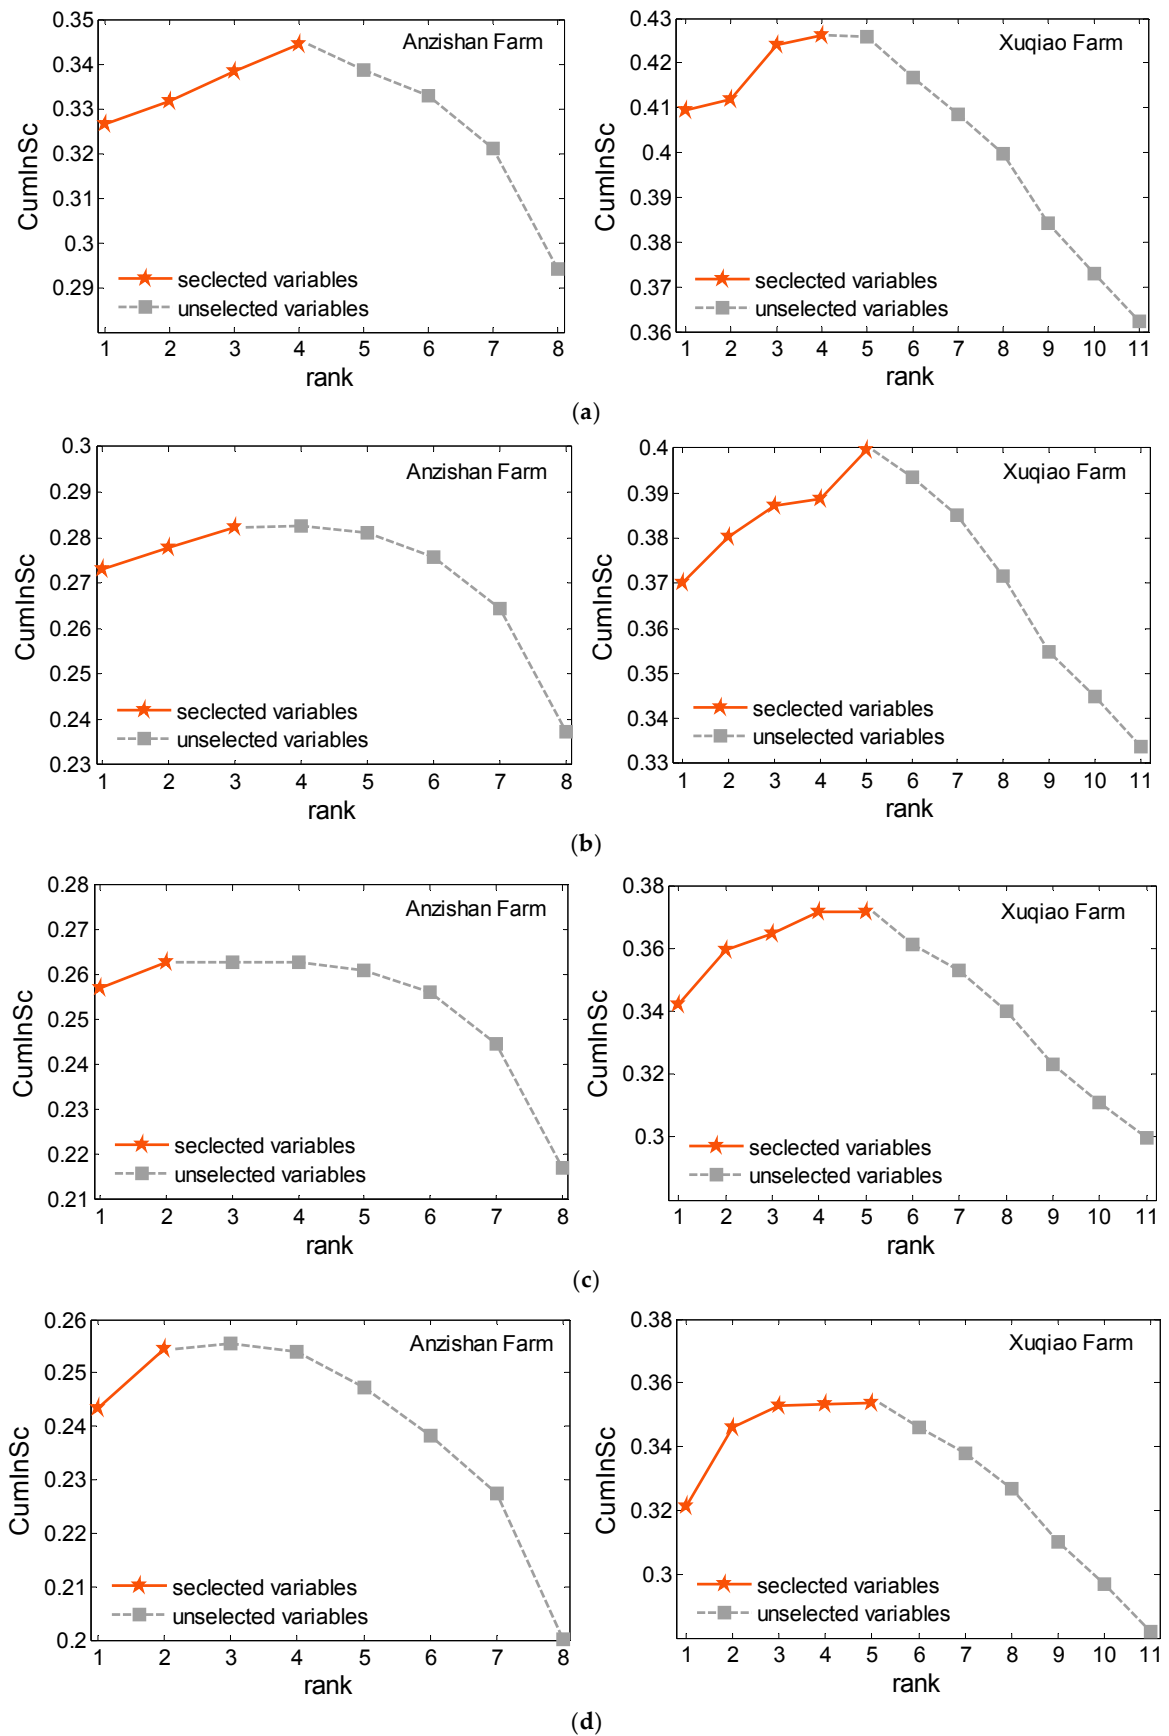 0.35
0.34
0.33
0.32
0.31
0.3
0.29
CumInSc
Anzishan Farm
seclected variables
unselected variables
1 2 3 4 5 6 7 8
rank
0.43
0.42
0.41
0.4
0.39
0.38
0.37
0.36
CumInSc
Xuqiao Farm
seclected variables
unselected variables
1 2 3 4 5 6 7 8 9 10 11
rank
(a)
0.3
0.29
0.28
0.27
0.26
0.25
0.24
0.23
CumInSc
Anzishan Farm
seclected variables
unselected variables
1 2 3 4 5 6 7 8
rank
0.4
0.39
0.38
0.37
0.36
0.35
0.34
0.33
CumInSc
Xuqiao Farm
seclected variables
unselected variables
1 2 3 4 5 6 7 8 9 10 11
rank
(b)
0.28
0.27
0.26
0.25
0.24
0.23
0.22
0.21
CumInSc
Anzishan Farm
seclected variables
unselected variables
1 2 3 4 5 6 7 8
rank
0.38
0.36
0.34
0.32
0.3
CumInSc
Xuqiao Farm
seclected variables
unselected variables
1 2 3 4 5 6 7 8 9 10 11
rank
(c)
0.26
0.25
0.24
0.23
0.22
0.21
0.2
CumInSc
Anzishan Farm
seclected variables
unselected variables
1 2 3 4 5 6 7 8
rank
0.38
0.36
0.34
0.32
0.3
CumInSc
Xuqiao Farm
seclected variables
unselected variables
1 2 3 4 5 6 7 8 9 10 11
rank
(d)